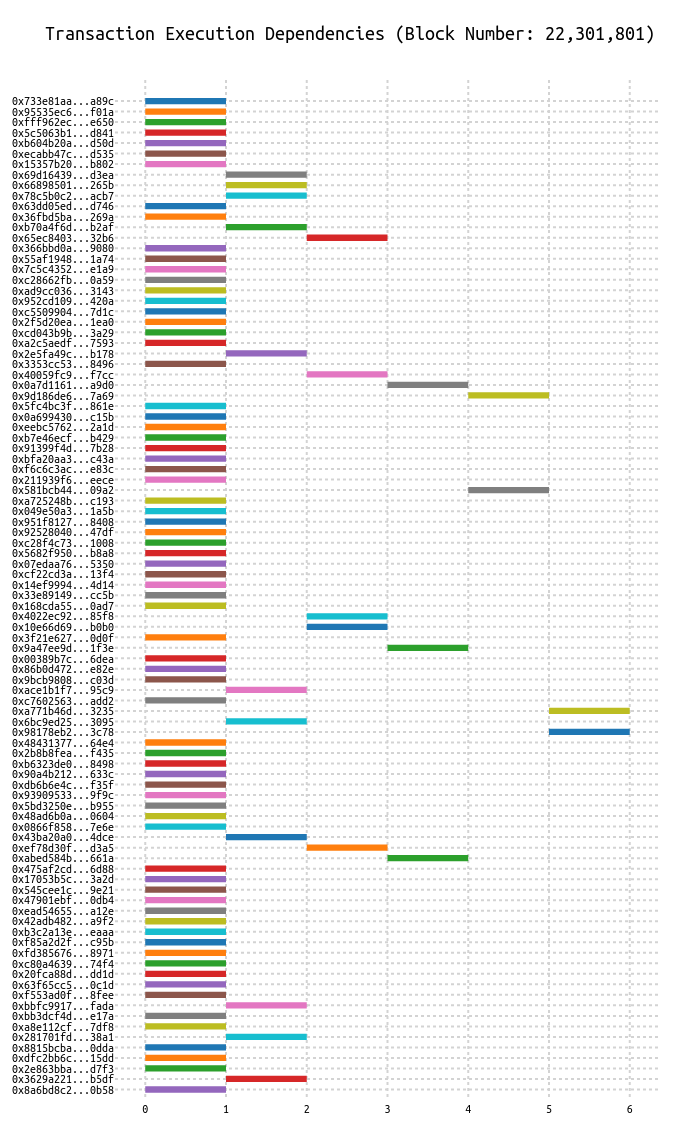 Transaction Execution Dependencies (Block Number: 22,301,801)
0x733e81aa...a89c
0x95535ec6...f01a
0xfff962ec...e650
0x5c5063b1...d841
0xb604b20a...d50d
0xecabb47c...d535
0x15357b20...b802
0x69d16439...d3ea
0x66898501...265b
0x78c5b0c2...acb7
0x63dd05ed...d746
0x36fbd5ba...269a
0xb70a4f6d...b2af
0x65ec8403...32b6
0x366bbd0a...9080
0x55af1948...1a74
0x7c5c4352...e1a9
0xc28662fb...0a59
0xad9cc036...3143
0x952cd109...420a
0xc5509904...7d1c
0x2f5d20ea...1ea0
0xcd043b9b...3a29
0xa2c5aedf...7593
0x2e5fa49c...b178
0x3353cc53...8496
0x40059fc9...f7cc
0x0a7d1161...a9d0
0x9d186de6...7a69
0x5fc4bc3f...861e
0x0a699430...c15b
0xeebc5762...2a1d
0xb7e46ecf...b429
0x91399f4d...7b28
0xbfa20aa3...c43a
0xf6c6c3ac...e83c
0x211939f6...eece
0x581bcb44...09a2
0xa725248b...c193
0x049e50a3...1a5b
0x951f8127...8408
0x92528040...47df
0xc28f4c73...1008
0x5682f950...b8a8
0x07edaa76...5350
0xcf22cd3a...13f4
0x14ef9994...4d14
0x33e89149...cc5b
0x168cda55...0ad7
0x4022ec92...85f8
0x10e66d69...b0b0
0x3f21e627...0d0f
0x9a47ee9d...1f3e
0x00389b7c...6dea
0x86b0d472...e82e
0x9bcb9808...c03d
0xace1b1f7...95c9
0xc7602563...add2
0xa771b46d...3235
0x6bc9ed25...3095
0x98178eb2...3c78
0x48431377...64e4
0x2b8b8fea...f435
0xb6323de0...8498
0x90a4b212...633c
0xdb6b6e4c...f35f
0x93909533...9f9c
0x5bd3250e...b955
0x48ad6b0a...0604
0x0866f858...7e6e
0x43ba20a0...4dce
0xef78d30f...d3a5
0xabed584b...661a
0x475af2cd...6d88
0x17053b5c...3a2d
0x545cee1c...9e21
0x47901ebf...0db4
0xead54655...a12e
0x42adb482...a9f2
0xb3c2a13e...eaaa
0xf85a2d2f...c95b
0xfd385676...8971
0xc80a4639...74f4
0x20fca88d...dd1d
0x63f65cc5...0c1d
0xf553ad0f...8fee
0xbbfc9917...fada
0xbb3dcf4d...e17a
0xa8e112cf...7df8
0x281701fd...38a1
0x8815bcba...0dda
0xdfc2bb6c...15dd
0x2e863bba...d7f3
0x3629a221...b5df
0x8a6bd8c2...0b58
0 1 2 3 4 5 6